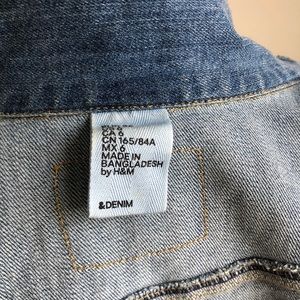 CA 6
CN 165/84A
MX 6
MADE IN
BANGLADESH
by H&M
&DENIM